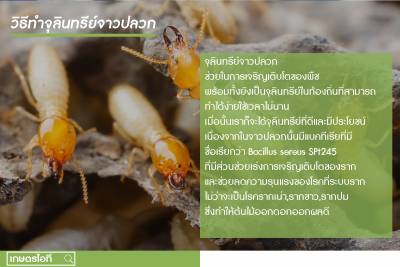 วิธีทำจุลินทรีย์จาวปลวก
จุลินทรีย์จาวปลวก
ช่วยในการเจริญเติบโตของพืช
พร้อมทั้งยังเป็นจุลินทรีย์ในท้องถิ่นที่สามารถ
ทำได้ง่ายใช้เวลาไม่นาน
เมื่อนั้นเราก็จะได้จุลินทรีย์ที่ดีและมีประโยชน์
เนื่องจากในจาวปลวกนั้นมีแบคทีเรียที่มี
ชื่อเรียกว่า Bacillus sereus SPt245
ที่มีส่วนช่วยเร่งการเจริญเติบโตของราก
และช่วยลดความรุนแรงของโรคที่ระบบราก
ไม่ว่าจะเป็นโรครากเน่า,รากขาว,รากปม
ซึ่งทำให้ต้นไม้ออกดอกออกผลดี
เกษตรไอที